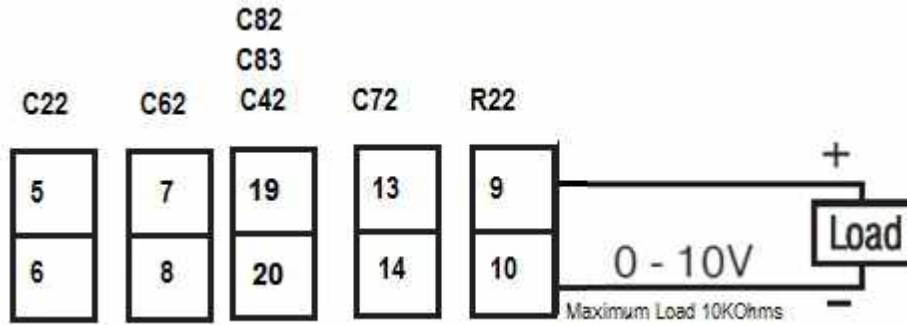 C82
C83
C22 C62 C42 C72 R22
+
5 7 19 13 9
Load
6 8 20 14 10 0 - 10V
Maximum Load 10KOhms -